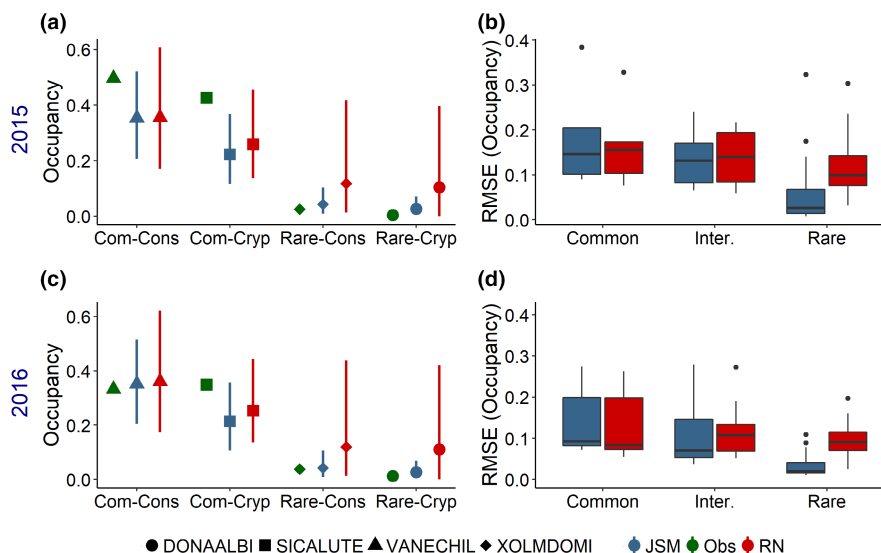 (a)
(b)
2015
Occupancy
0.6
0.4
0.2
0.0
Com-Cons Com-Cryp Rare-Cons Rare-Cryp
RMSE (Occupancy)
0.4
0.3
0.2
0.1
0.0
Common Inter. Rare
(c)
(d)
2016
Occupancy
0.6
0.4
0.2
0.0
Com-Cons Com-Cryp Rare-Cons Rare-Cryp
RMSE (Occupancy)
0.4
0.3
0.2
0.1
0.0
Common Inter. Rare
DONAALBI SICALUTE VANECHIL XOLMDOMI JSM Obs RN